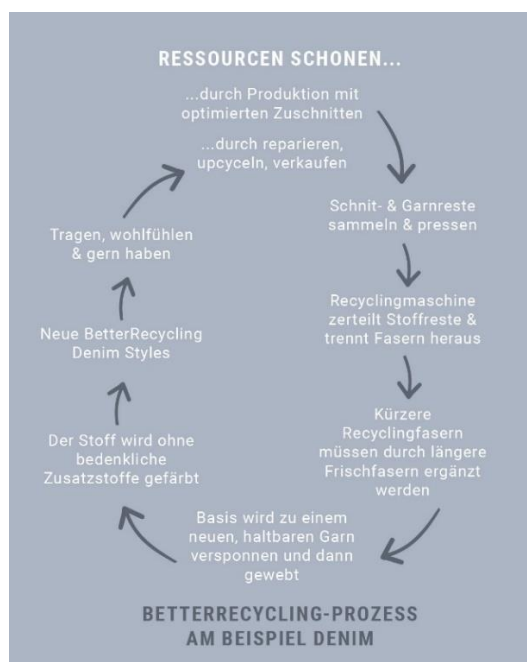 RESSOURCEN SCHONEN...
...durch Produktion mit
optimierten Zuschnitten
...durch reparieren,
upcyceln, verkaufen
Schnit- & Garnreste
sammeln & pressen
Recyclingmaschine
zerteilt Stoffreste &
trennt Fasern heraus
Kürzere
Recyclingfasern
müssen durch längere
Frischfasern ergänzt
werden
Basis wird zu einem
neuen, haltbaren Garn
versponnen und dann
gewebt
Der Stoff wird ohne
bedenkliche
Zusatzstoffe gefärbt
Neue BetterRecycling
Denim Styles
Tragen, wohlfühlen
& gern haben
BETTERRECYCLING-PROZESS
AM BEISPIEL DENIM